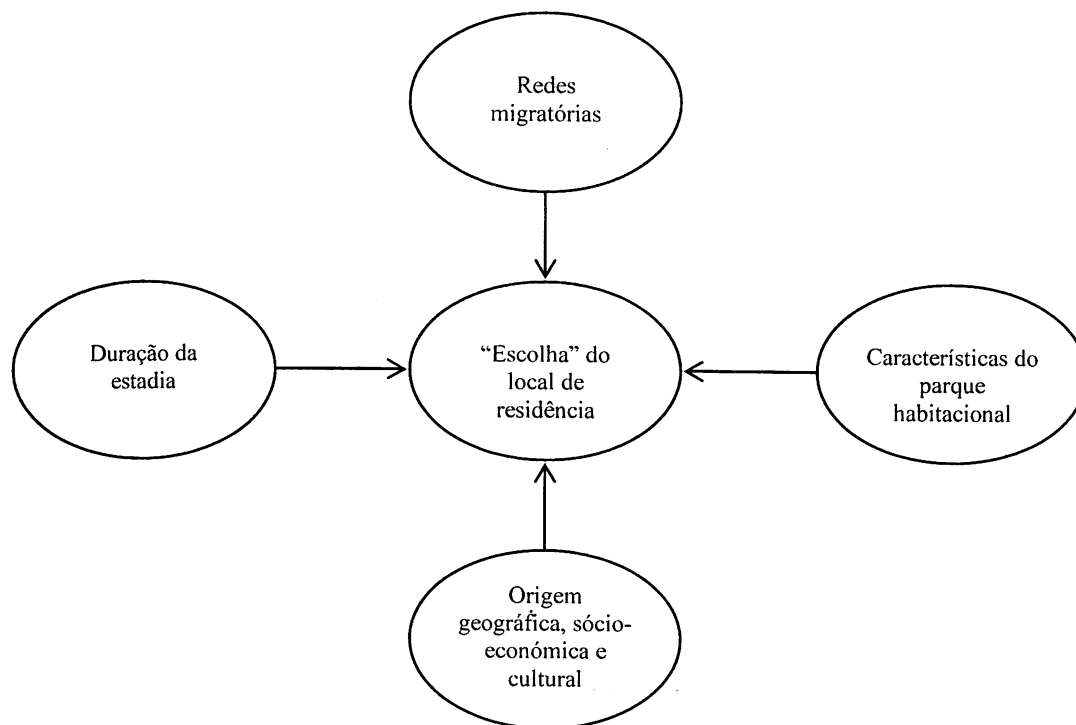 Redes
migratórias
Duração da
estadia
“Escolha” do
local de
residência
Características do
parque
habitacional
Origem
geográfica, sócio-
económica e
cultural